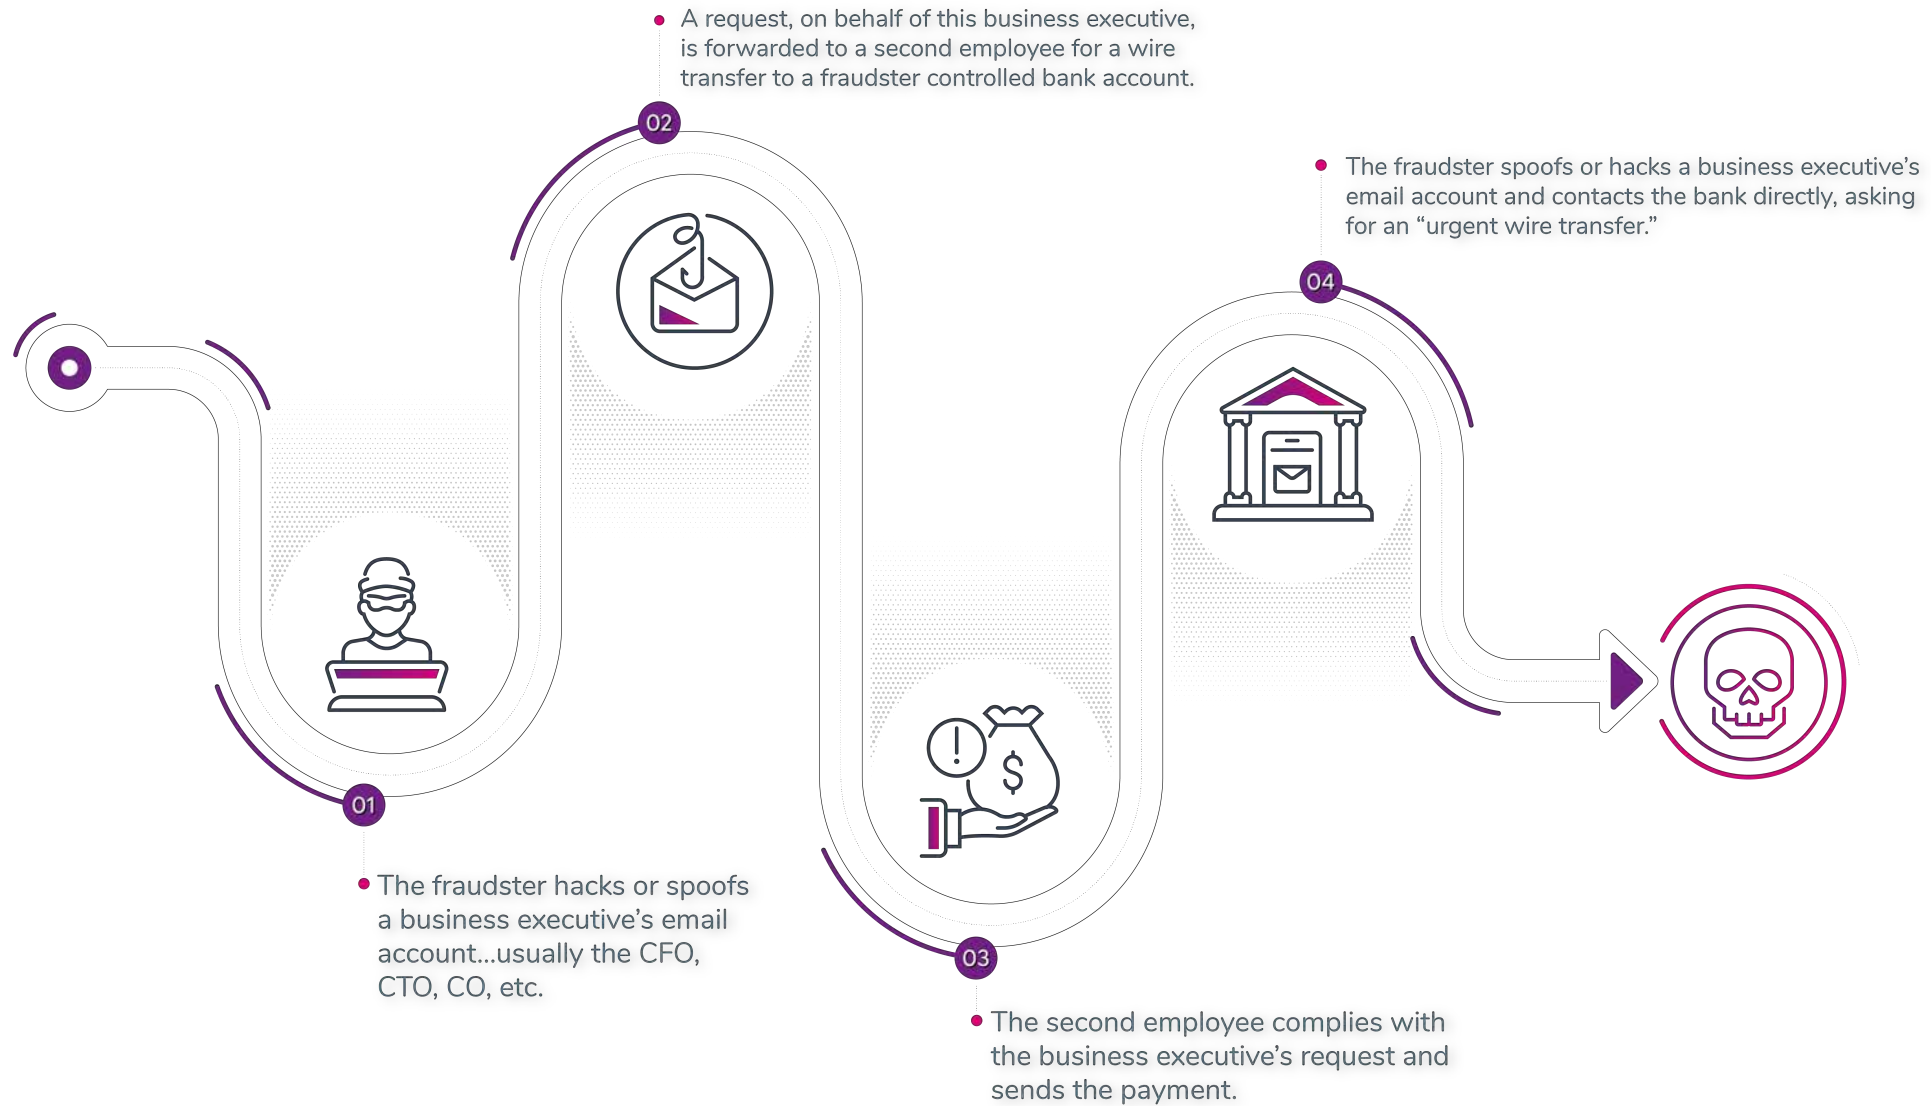 A request, on behalf of this business executive,
is forwarded to a second employee for a wire
transfer to a fraudster controlled bank account.
02
The fraudster spoofs or hacks a business executive’s
email account and contacts the bank directly, asking
for an “urgent wire transfer.”
04
$
!
01
The fraudster hacks or spoofs
a business executive’s email
account...usually the CFO,
CTO, CO, etc.
03
The second employee complies with
the business executive’s request and
sends the payment.